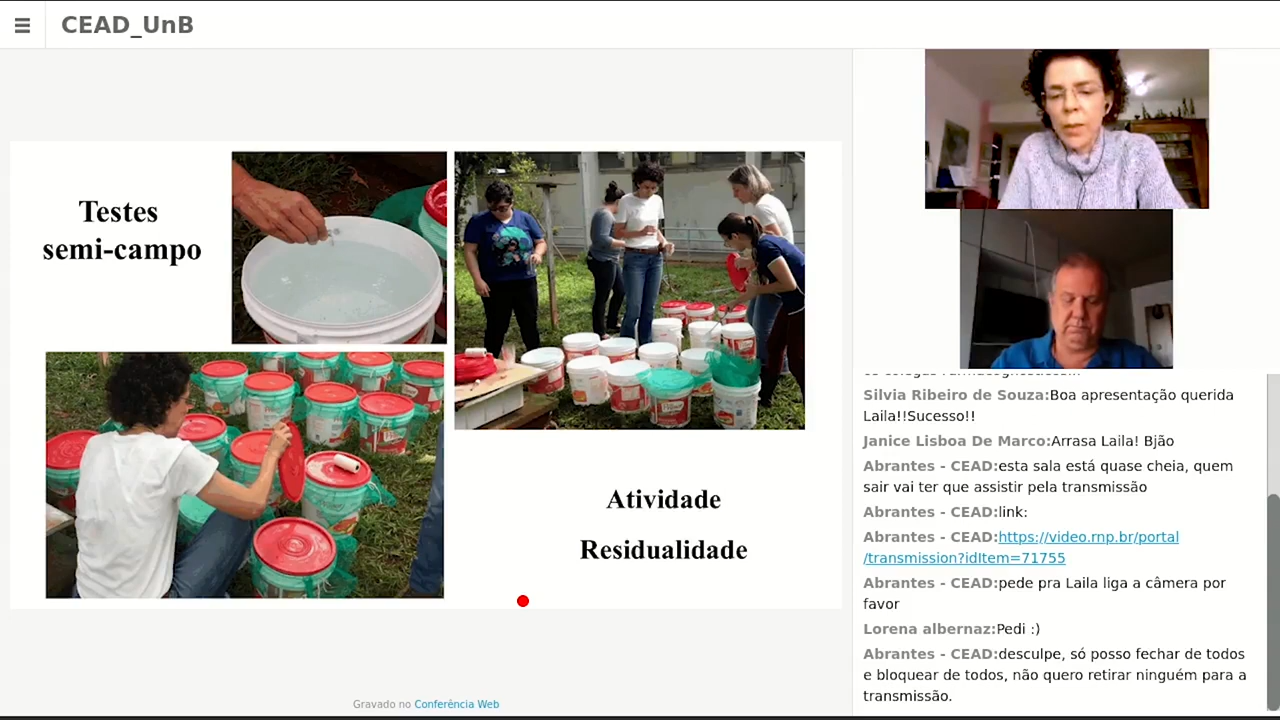 CEAD_UnB
Testes
semi-campo
Atividade
Residualidade
Silvia Ribeiro de Souza:Boa apresentação querida
Laila!!Sucesso!!
Janice Lisboa De Marco:Arrasa Laila! Bjão
Abrantes - CEAD:esta sala está quase cheia, quem
sair vai ter que assistir pela transmissão
Abrantes - CEAD:link:
Abrantes - CEAD:https://video.rnp.br/portal
/transmission?idItem=71755
Abrantes - CEAD:pede pra Laila liga a câmera por
favor
Lorena albernaz:Pedi :)
Abrantes - CEAD:desculpe, só posso fechar de todos
e bloquear de todos, não quero retirar ninguém para a
transmissão.
Gravado no Conferência Web